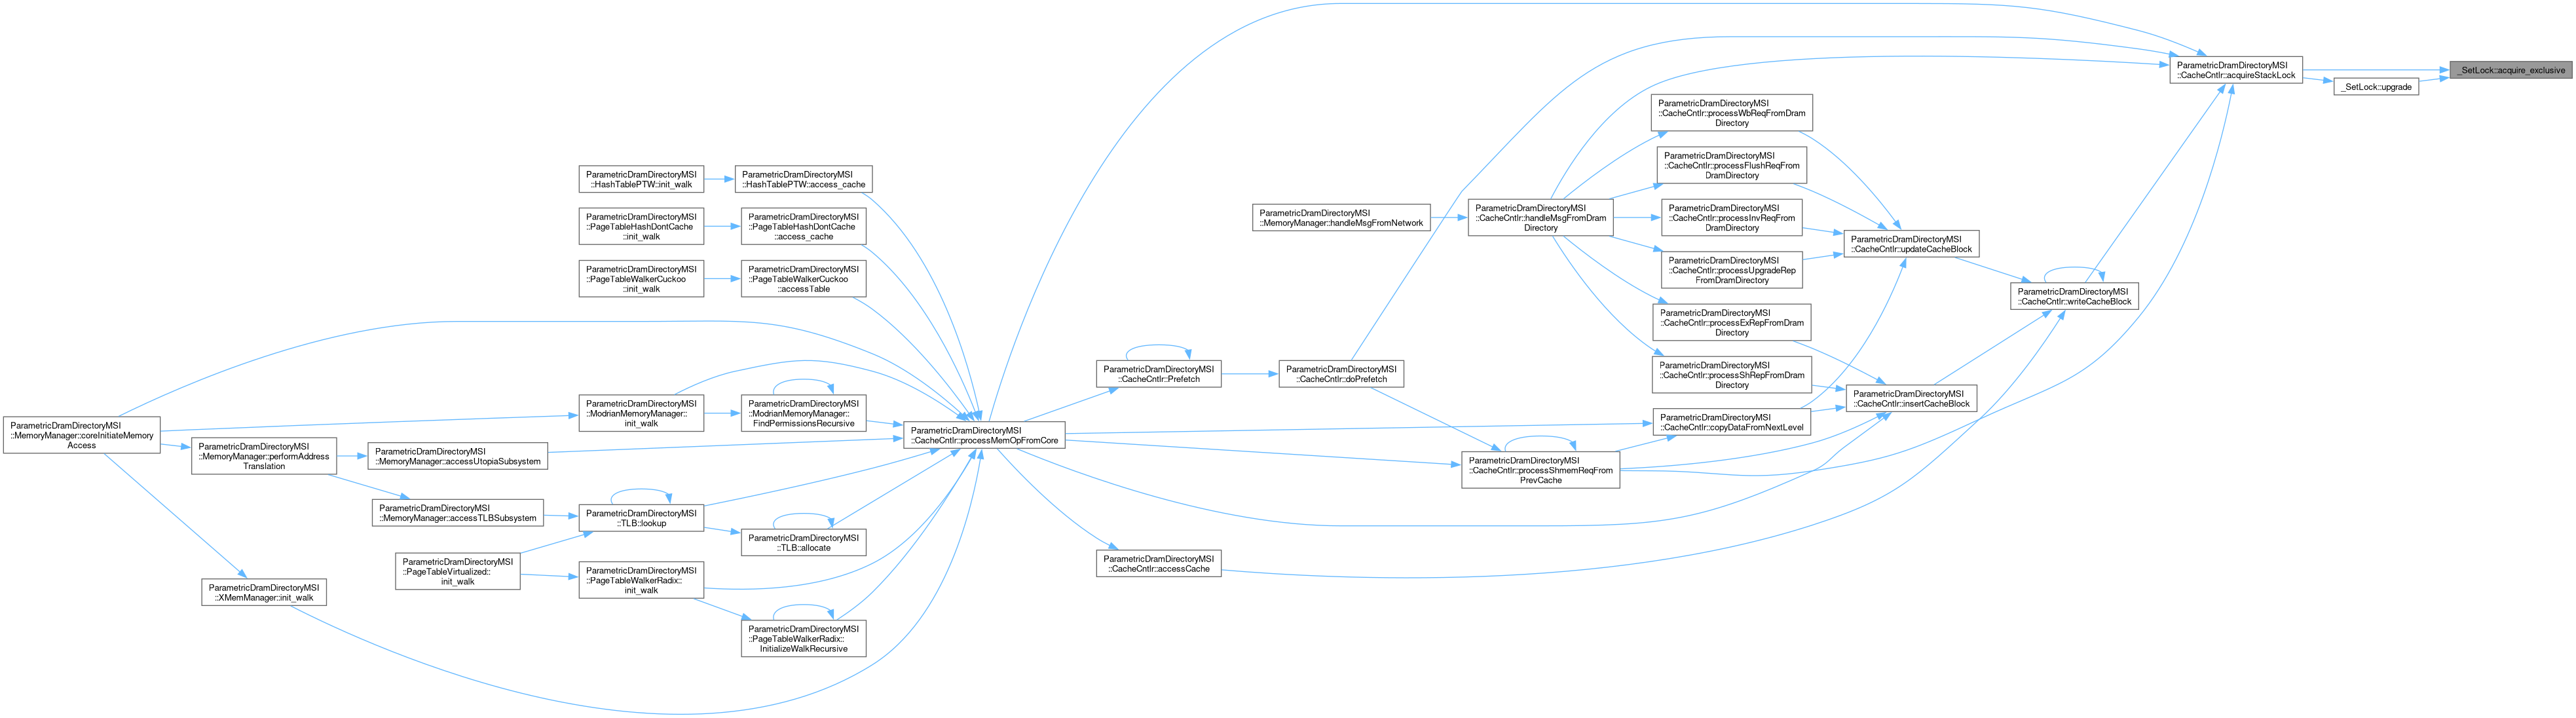 ParametricDramDirectoryMSI
::MemoryManager::coreInitiateMemory
Access
ParametricDramDirectoryMSI
::MemoryManager::performAddress
Translation
ParametricDramDirectoryMSI
::XMemManager::init_walk
ParametricDramDirectoryMSI
::MemoryManager::accessUtopiaSubsystem
ParametricDramDirectoryMSI
::MemoryManager::accessTLBSubsystem
ParametricDramDirectoryMSI
::PageTableVirtualized::
init_walk
ParametricDramDirectoryMSI
::HashTablePTW::init_walk
ParametricDramDirectoryMSI
::PageTableHashDontCache
::init_walk
ParametricDramDirectoryMSI
::PageTableWalkerCuckoo
::init_walk
ParametricDramDirectoryMSI
::ModrianMemoryManager::
init_walk
ParametricDramDirectoryMSI
::TLB::lookup
ParametricDramDirectoryMSI
::PageTableWalkerRadix::
init_walk
ParametricDramDirectoryMSI
::HashTablePTW::access_cache
ParametricDramDirectoryMSI
::PageTableHashDontCache
::access_cache
ParametricDramDirectoryMSI
::PageTableWalkerCuckoo
::accessTable
ParametricDramDirectoryMSI
::ModrianMemoryManager::
FindPermissionsRecursive
ParametricDramDirectoryMSI
::TLB::allocate
ParametricDramDirectoryMSI
::PageTableWalkerRadix::
InitializeWalkRecursive
ParametricDramDirectoryMSI
::CacheCntlr::processMemOpFromCore
ParametricDramDirectoryMSI
::CacheCntlr::Prefetch
ParametricDramDirectoryMSI
::CacheCntlr::accessCache
ParametricDramDirectoryMSI
::MemoryManager::handleMsgFromNetwork
ParametricDramDirectoryMSI
::CacheCntlr::doPrefetch
ParametricDramDirectoryMSI
::CacheCntlr::handleMsgFromDram
Directory
ParametricDramDirectoryMSI
::CacheCntlr::processShmemReqFrom
PrevCache
ParametricDramDirectoryMSI
::CacheCntlr::processWbReqFromDram
Directory
ParametricDramDirectoryMSI
::CacheCntlr::processFlushReqFrom
DramDirectory
ParametricDramDirectoryMSI
::CacheCntlr::processInvReqFrom
DramDirectory
ParametricDramDirectoryMSI
::CacheCntlr::processUpgradeRep
FromDramDirectory
ParametricDramDirectoryMSI
::CacheCntlr::processExRepFromDram
Directory
ParametricDramDirectoryMSI
::CacheCntlr::processShRepFromDram
Directory
ParametricDramDirectoryMSI
::CacheCntlr::copyDataFromNextLevel
ParametricDramDirectoryMSI
::CacheCntlr::updateCacheBlock
ParametricDramDirectoryMSI
::CacheCntlr::insertCacheBlock
ParametricDramDirectoryMSI
::CacheCntlr::writeCacheBlock
ParametricDramDirectoryMSI
::CacheCntlr::acquireStackLock
_SetLock::upgrade
_SetLock::acquire_exclusive